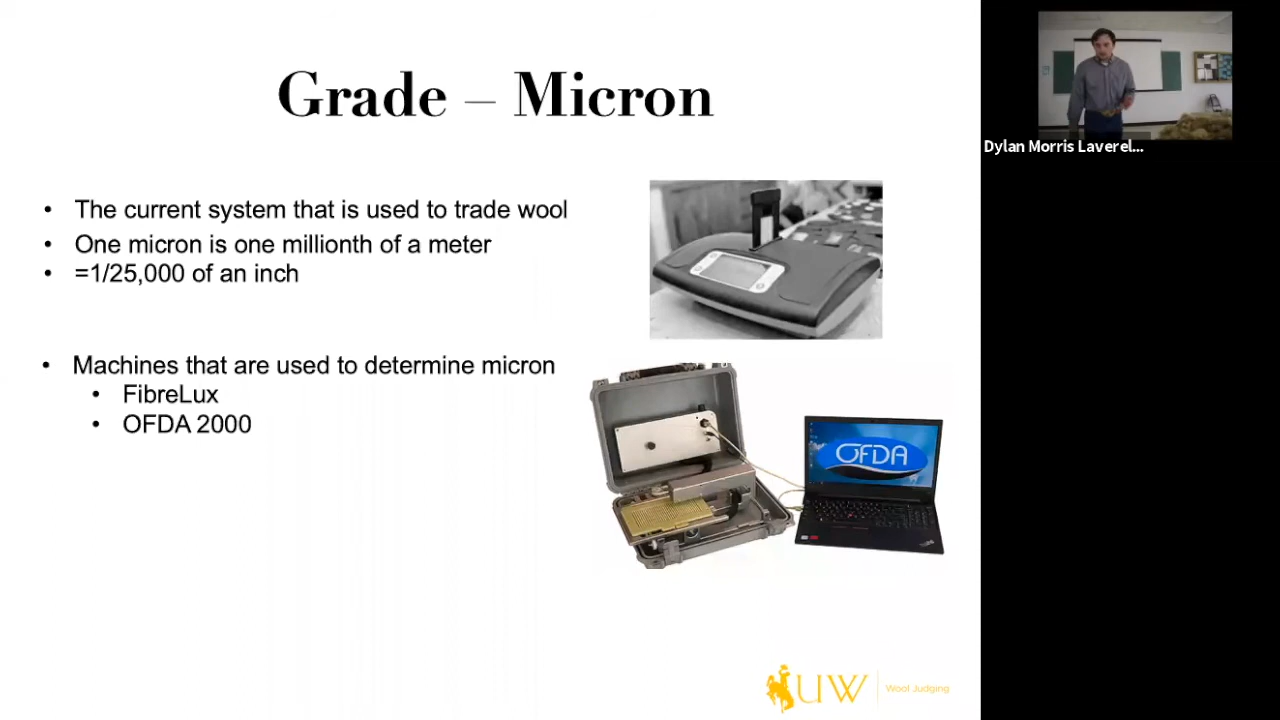 Grade – Micron
• The current system that is used to trade wool
• One micron is one millionth of a meter
• =1/25,000 of an inch
• Machines that are used to determine micron
• FibreLux
• OFDA 2000
OFDA
UW
Wool Judging
Dylan Morris Laverel...